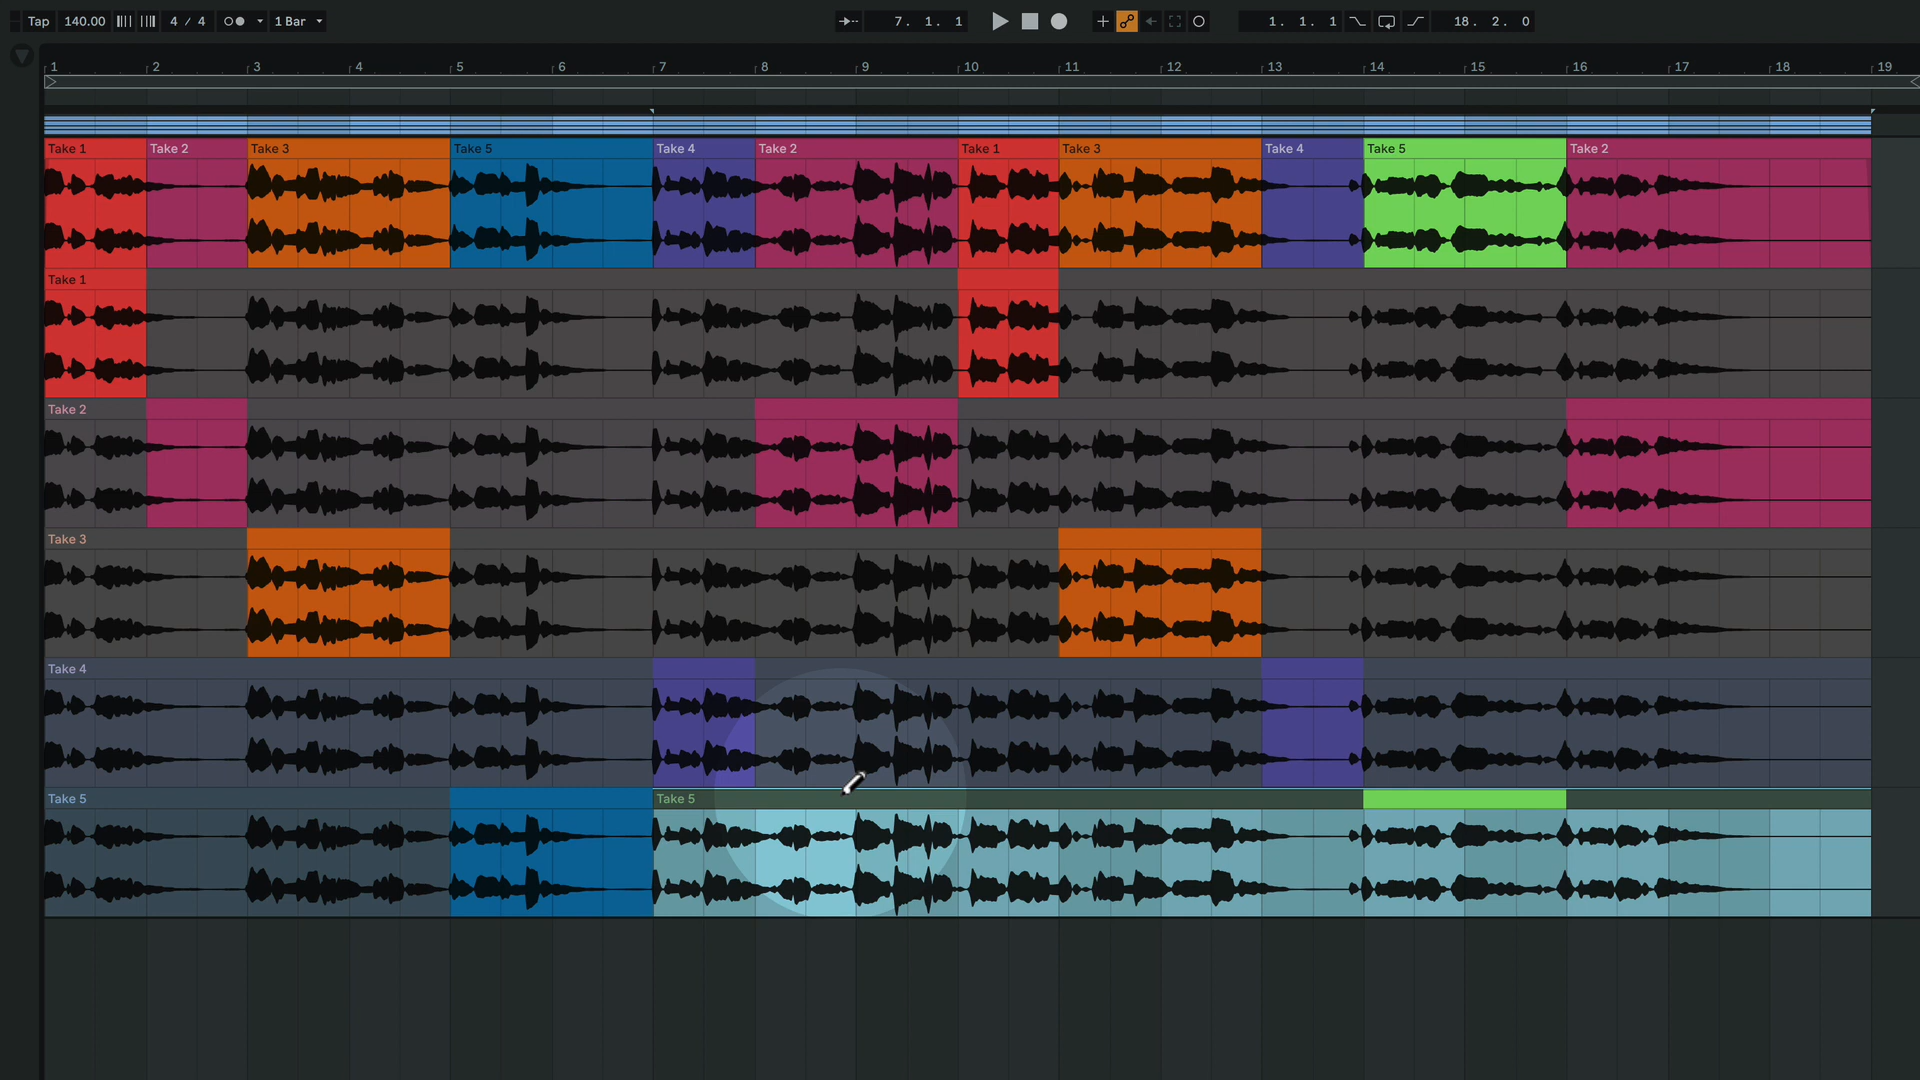 Tap 140.00 4 / 4 1 Bar 7. 1. 1 1. 1. 1 18. 2. 0
1 2 3 4 5 6 7 8 9 10 11 12 13 14 15 16 17 18 19
Take 1 Take 2 Take 3 Take 5 Take 4 Take 2 Take 1 Take 3 Take 4 Take 5 Take 2
Take 1
Take 2
Take 3
Take 4
Take 5 Take 5